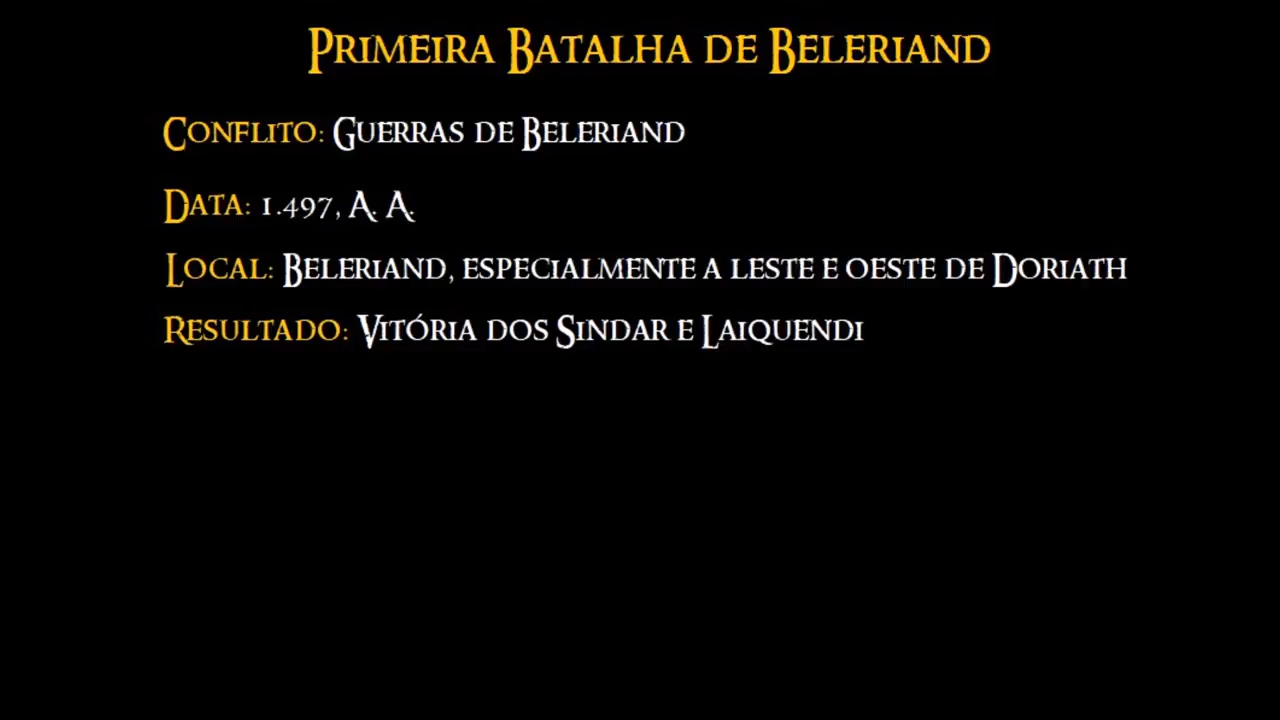 Primeira Batalha de Beleriand
Conflito: Guerras de Beleriand
Data: 1.497, A. A.
Local: Beleriand, especialmente a leste e oeste de Doriath
Resultado: Vitória dos Sindar e Laiquendi